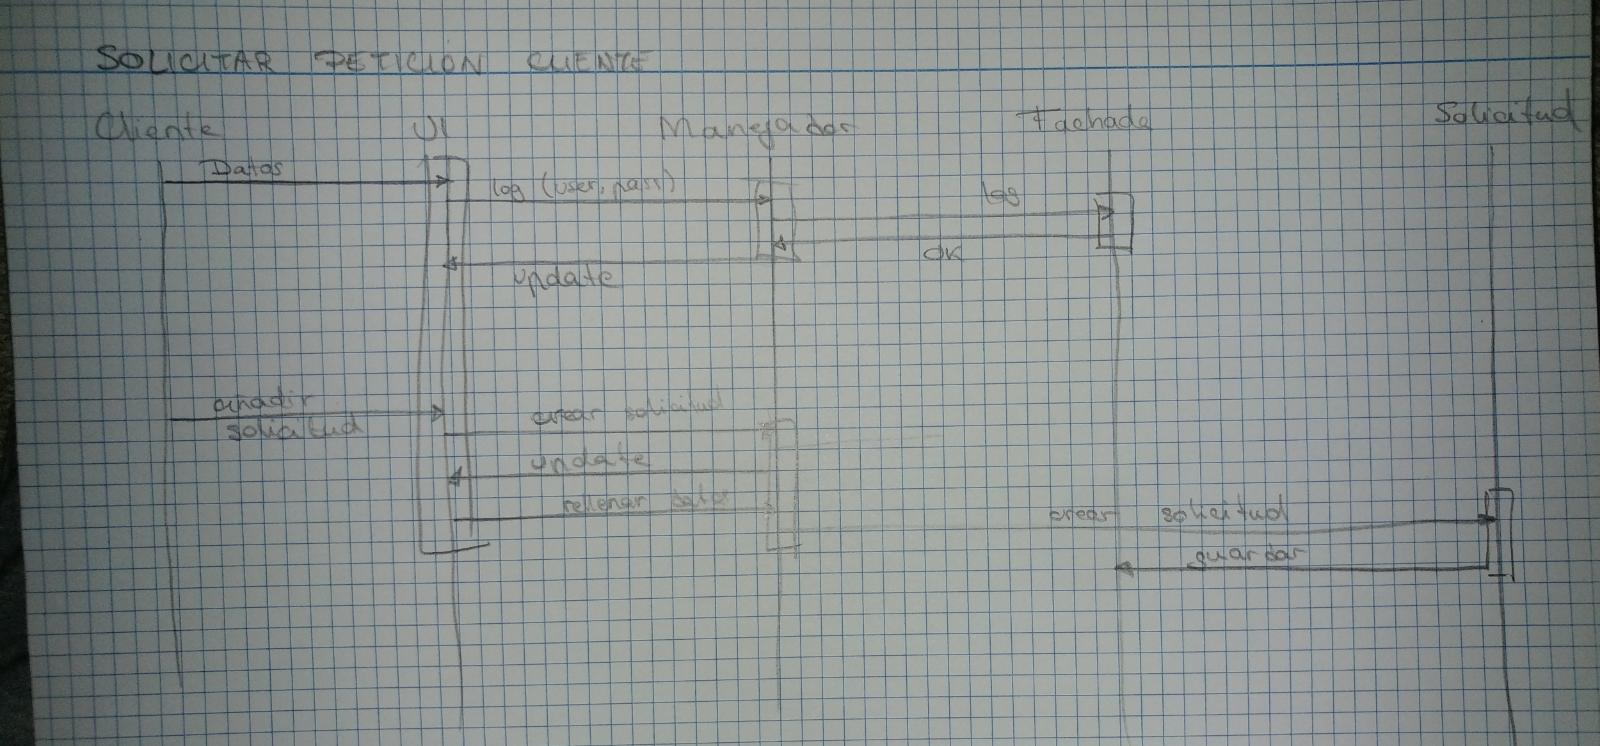 SOLICITAR PETICIÓN CLIENTE
Cliente UI Manejador Fachada Solicitud
Datos
log (user, pass)
log
OK
update
añadir
solicitud
crear solicitud
update
rellenar datos
crear solicitud
guardar